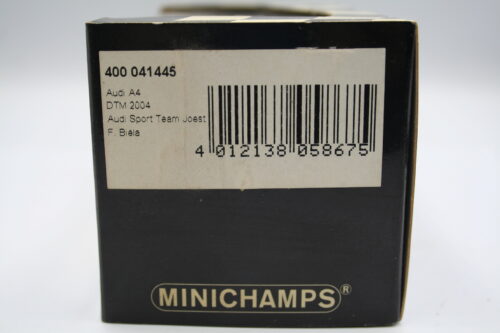 400 041445
Audi A4
DTM 2004
Audi Sport Team Joest
F. Biela
4 012138 058675
MINICHAMPS®